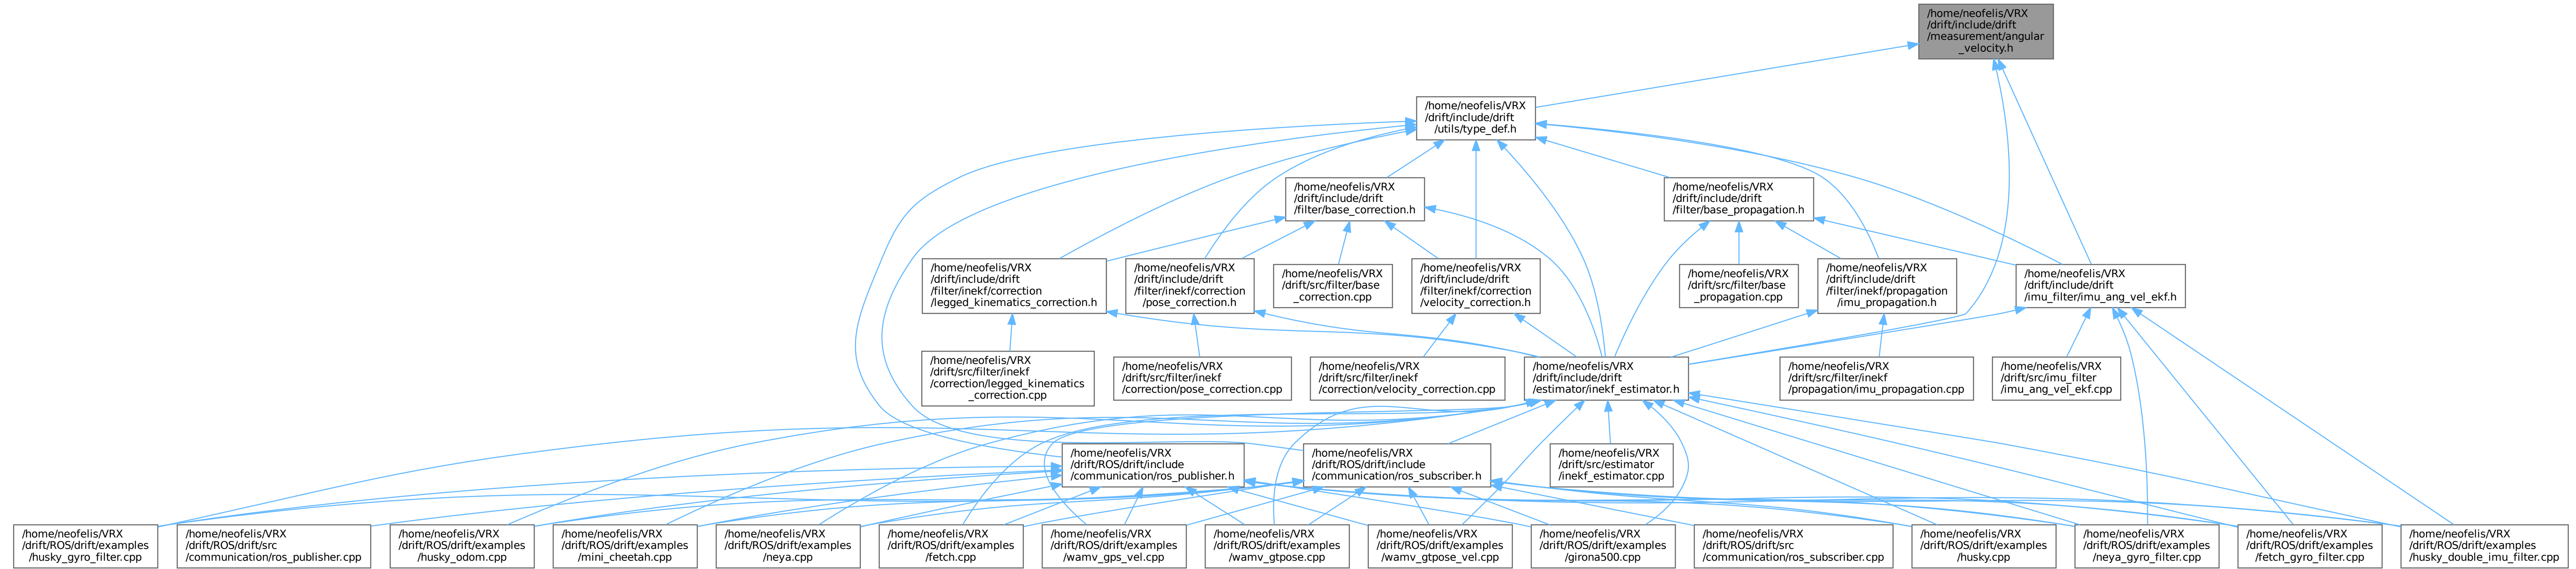 /home/neofelis/VRX
/drift/include/drift
/measurement/angular
_velocity.h
/home/neofelis/VRX
/drift/include/drift
/utils/type_def.h
/home/neofelis/VRX
/drift/include/drift
/filter/base_correction.h
/home/neofelis/VRX
/drift/include/drift
/filter/base_propagation.h
/home/neofelis/VRX
/drift/include/drift
/filter/inekf/correction
/legged_kinematics_correction.h
/home/neofelis/VRX
/drift/include/drift
/filter/inekf/correction
/pose_correction.h
/home/neofelis/VRX
/drift/src/filter/base
_correction.cpp
/home/neofelis/VRX
/drift/include/drift
/filter/inekf/correction
/velocity_correction.h
/home/neofelis/VRX
/drift/src/filter/base
_propagation.cpp
/home/neofelis/VRX
/drift/include/drift
/filter/inekf/propagation
/imu_propagation.h
/home/neofelis/VRX
/drift/include/drift
/imu_filter/imu_ang_vel_ekf.h
/home/neofelis/VRX
/drift/src/filter/inekf
/correction/legged_kinematics
_correction.cpp
/home/neofelis/VRX
/drift/src/filter/inekf
/correction/pose_correction.cpp
/home/neofelis/VRX
/drift/src/filter/inekf
/correction/velocity_correction.cpp
/home/neofelis/VRX
/drift/include/drift
/estimator/inekf_estimator.h
/home/neofelis/VRX
/drift/src/filter/inekf
/propagation/imu_propagation.cpp
/home/neofelis/VRX
/drift/src/imu_filter
/imu_ang_vel_ekf.cpp
/home/neofelis/VRX
/drift/ROS/drift/include
/communication/ros_publisher.h
/home/neofelis/VRX
/drift/ROS/drift/include
/communication/ros_subscriber.h
/home/neofelis/VRX
/drift/src/estimator
/inekf_estimator.cpp
/home/neofelis/VRX
/drift/ROS/drift/examples
/husky_gyro_filter.cpp
/home/neofelis/VRX
/drift/ROS/drift/src
/communication/ros_publisher.cpp
/home/neofelis/VRX
/drift/ROS/drift/examples
/husky_odom.cpp
/home/neofelis/VRX
/drift/ROS/drift/examples
/mini_cheetah.cpp
/home/neofelis/VRX
/drift/ROS/drift/examples
/neya.cpp
/home/neofelis/VRX
/drift/ROS/drift/examples
/fetch.cpp
/home/neofelis/VRX
/drift/ROS/drift/examples
/wamv_gps_vel.cpp
/home/neofelis/VRX
/drift/ROS/drift/examples
/wamv_gtpose.cpp
/home/neofelis/VRX
/drift/ROS/drift/examples
/wamv_gtpose_vel.cpp
/home/neofelis/VRX
/drift/ROS/drift/examples
/girona500.cpp
/home/neofelis/VRX
/drift/ROS/drift/src
/communication/ros_subscriber.cpp
/home/neofelis/VRX
/drift/ROS/drift/examples
/husky.cpp
/home/neofelis/VRX
/drift/ROS/drift/examples
/neya_gyro_filter.cpp
/home/neofelis/VRX
/drift/ROS/drift/examples
/fetch_gyro_filter.cpp
/home/neofelis/VRX
/drift/ROS/drift/examples
/husky_double_imu_filter.cpp